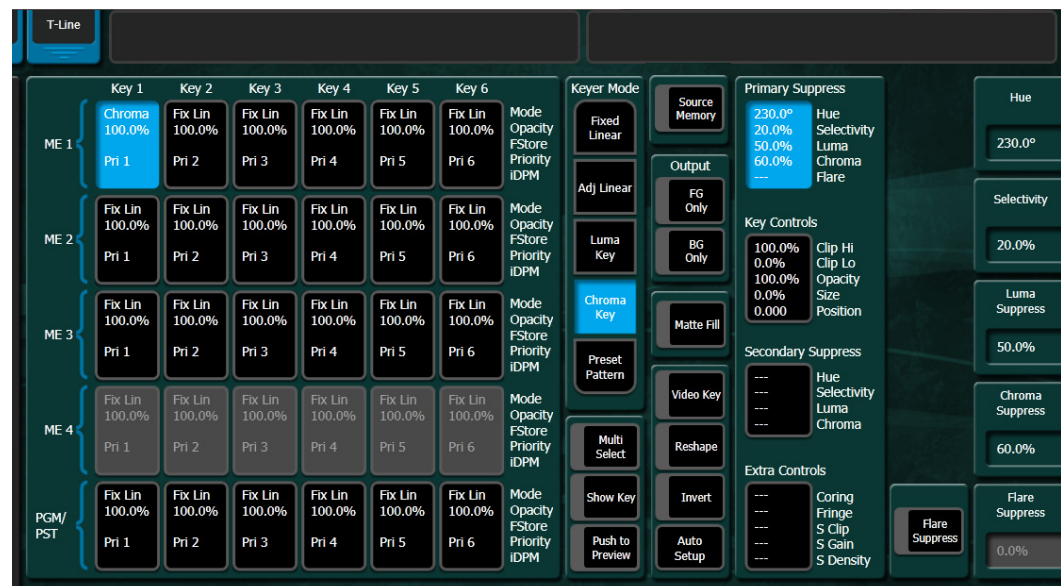 T-Line
Key 1 Key 2 Key 3 Key 4 Key 5 Key 6
ME 1
Chroma Fix Lin Fix Lin Fix Lin Fix Lin Fix Lin Mode
100.0% 100.0% 100.0% 100.0% 100.0% 100.0% Opacity
FStore
Pri 1 Pri 2 Pri 3 Pri 4 Pri 5 Pri 6 Priority
iDPM
ME 2
Fix Lin Fix Lin Fix Lin Fix Lin Fix Lin Fix Lin Mode
100.0% 100.0% 100.0% 100.0% 100.0% 100.0% Opacity
FStore
Pri 1 Pri 2 Pri 3 Pri 4 Pri 5 Pri 6 Priority
iDPM
ME 3
Fix Lin Fix Lin Fix Lin Fix Lin Fix Lin Fix Lin Mode
100.0% 100.0% 100.0% 100.0% 100.0% 100.0% Opacity
FStore
Pri 1 Pri 2 Pri 3 Pri 4 Pri 5 Pri 6 Priority
iDPM
ME 4
Fix Lin Fix Lin Fix Lin Fix Lin Fix Lin Fix Lin Mode
100.0% 100.0% 100.0% 100.0% 100.0% 100.0% Opacity
FStore
Pri 1 Pri 2 Pri 3 Pri 4 Pri 5 Pri 6 Priority
iDPM
PGM/
PST
Fix Lin Fix Lin Fix Lin Fix Lin Fix Lin Fix Lin Mode
100.0% 100.0% 100.0% 100.0% 100.0% 100.0% Opacity
FStore
Pri 1 Pri 2 Pri 3 Pri 4 Pri 5 Pri 6 Priority
iDPM
Keyer Mode
Fixed
Linear
Adj Linear
Luma
Key
Chroma
Key
Preset
Pattern
Multi
Select
Show Key
Push to
Preview
Source
Memory
Output
FG
Only
BG
Only
Matte Fill
Video Key
Reshape
Invert
Auto
Setup
Primary Suppress
230.0° Hue
20.0% Selectivity
50.0% Luma
60.0% Chroma
--- Flare
Key Controls
100.0% Clip Hi
0.0% Clip Lo
100.0% Opacity
0.0% Size
0.000 Position
Secondary Suppress
--- Hue
--- Selectivity
--- Luma
--- Chroma
Extra Controls
--- Coring
--- Fringe
--- S Clip
--- S Gain
--- S Density
Flare
Suppress
Hue
230.0°
Selectivity
20.0%
Luma
Suppress
50.0%
Chroma
Suppress
60.0%
Flare
Suppress
0.0%